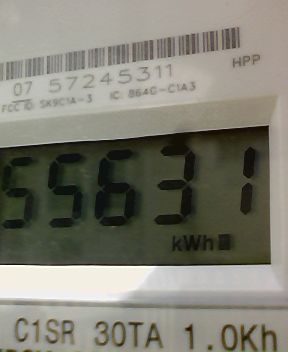 HPP
07 57245311
FCC ID: SK9C1A-3 IC: 864G-C1A3
55631
kWh
C1SR 30TA 1.0Kh